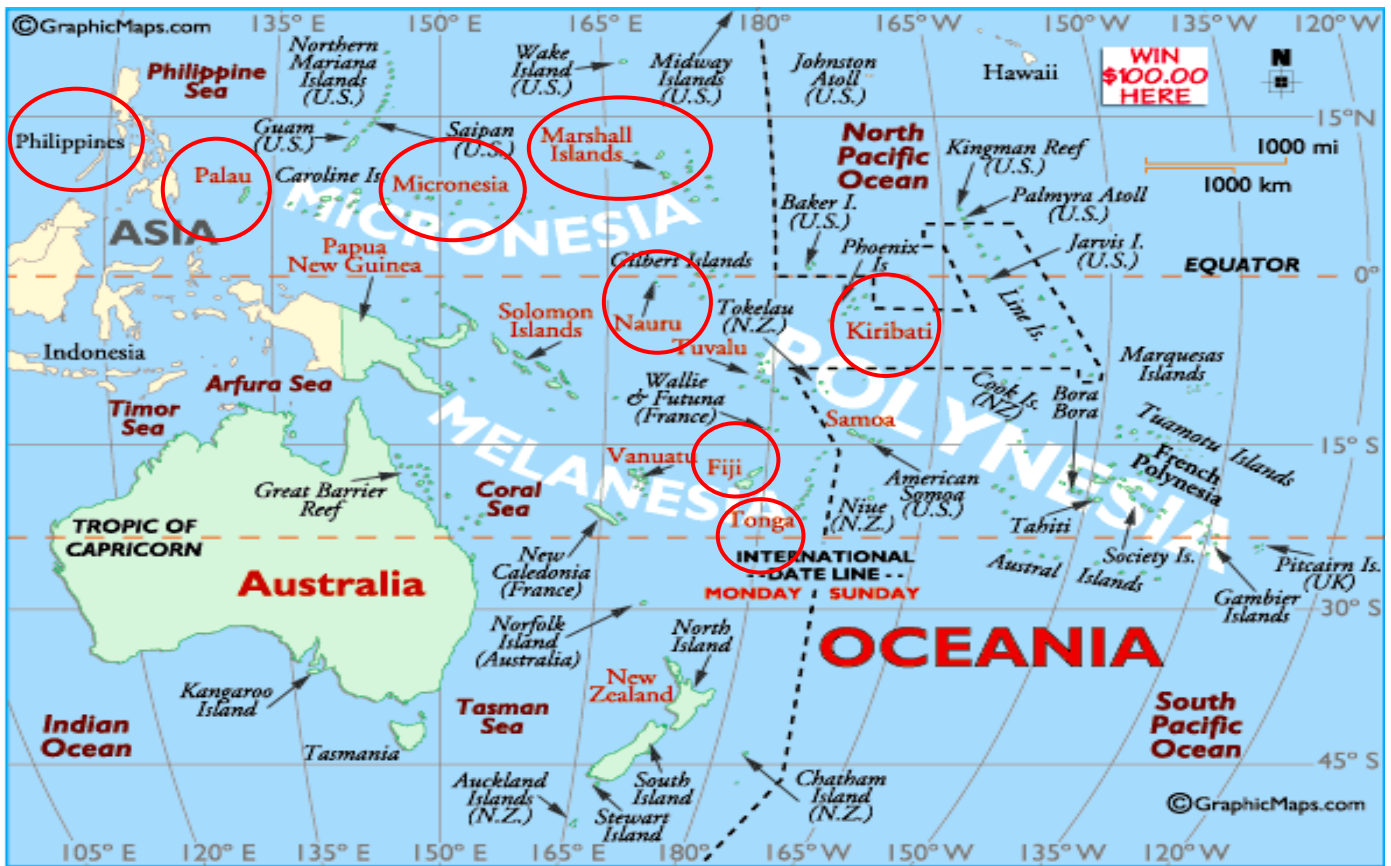 ©GraphicMaps.com
135° E
150° E
165° E
180°
165° W
150° W
135° W
120° W
Northern
Mariana
Islands
(U.S.)
Wake
Island
(U.S.)
Midway
Islands
(U.S.)
Johnston
Atoll
(U.S.)
Hawaii
WIN
$100.00
HERE
N
Philippine
Sea
Philippines
Guam
(U.S.)
Saipan
(U.S.)
Marshall
Islands
North
Pacific
Ocean
Kingman Reef
(U.S.)
15° N
1000 mi
1000 km
Palau
Caroline Is.
Micronesia
MICRONESIA
Baker I.
(U.S.)
Palmyra Atoll
(U.S.)
ASIA
Papua
New Guinea
Gilbert Islands
Phoenix
Is
Jarvis I.
(U.S.)
EQUATOR
0°
Solomon
Islands
Nauru
Tokelau
(N.Z.)
Kiribati
Line Is.
Indonesia
Tuvalu
POLYNESIA
Marquesas
Islands
Arfura Sea
Timor
Sea
Wallie
& Futuna
(France)
Cook Is.
(NZ)
Bora
Bora
Samoa
Tuamotu Islands
MELANESIA
15° S
Vanuatu
Fiji
French
Polynesia
Great Barrier
Reef
Coral
Sea
American
Somoa
(U.S.)
Niue
(N.Z.)
Tahiti
Tonga
TROPIC OF
CAPRICORN
New
Caledonia
(France)
INTERNATIONAL
- - DATE LINE - -
MONDAY SUNDAY
Society Is.
Austral Islands
Pitcairn Is.
(UK)
Gambier
Islands
Australia
30° S
Norfolk
Island
(Australia)
North
Island
OCEANIA
New
Zealand
Kangaroo
Island
Tasman
Sea
South
Pacific
Ocean
Indian
Ocean
Tasmania
45° S
Auckland
Islands
(N.Z.)
South
Island
Stewart
Island
Chatham
Island
(N.Z.)
©GraphicMaps.com
105° E
120° E
135° E
150° E
165° E
180°
165° W
150° W
135° W
120° W